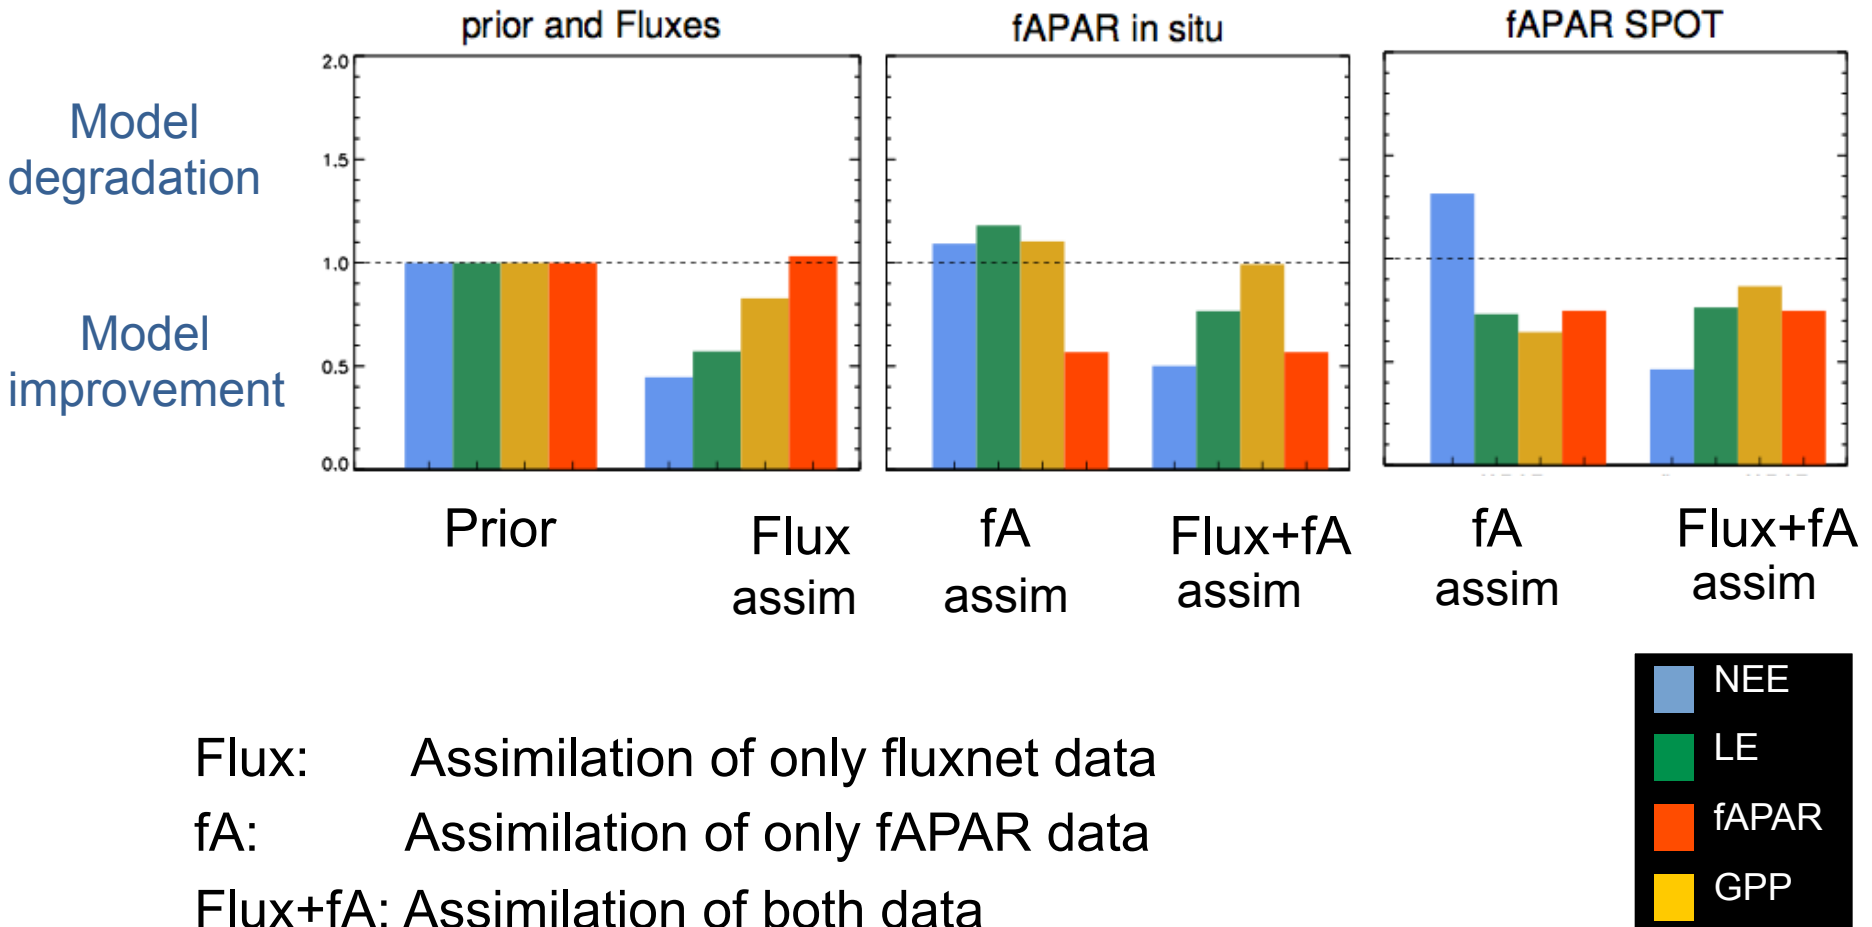 prior and Fluxes
fAPAR in situ
fAPAR SPOT
Model
degradation
Model
improvement
2.0
1.5
1.0
0.5
0.0
Prior
Flux
assim
fA
assim
Flux+fA
assim
fA
assim
Flux+fA
assim
NEE
LE
fAPAR
GPP
Flux: Assimilation of only fluxnet data
fA: Assimilation of only fAPAR data
Flux+fA: Assimilation of both data